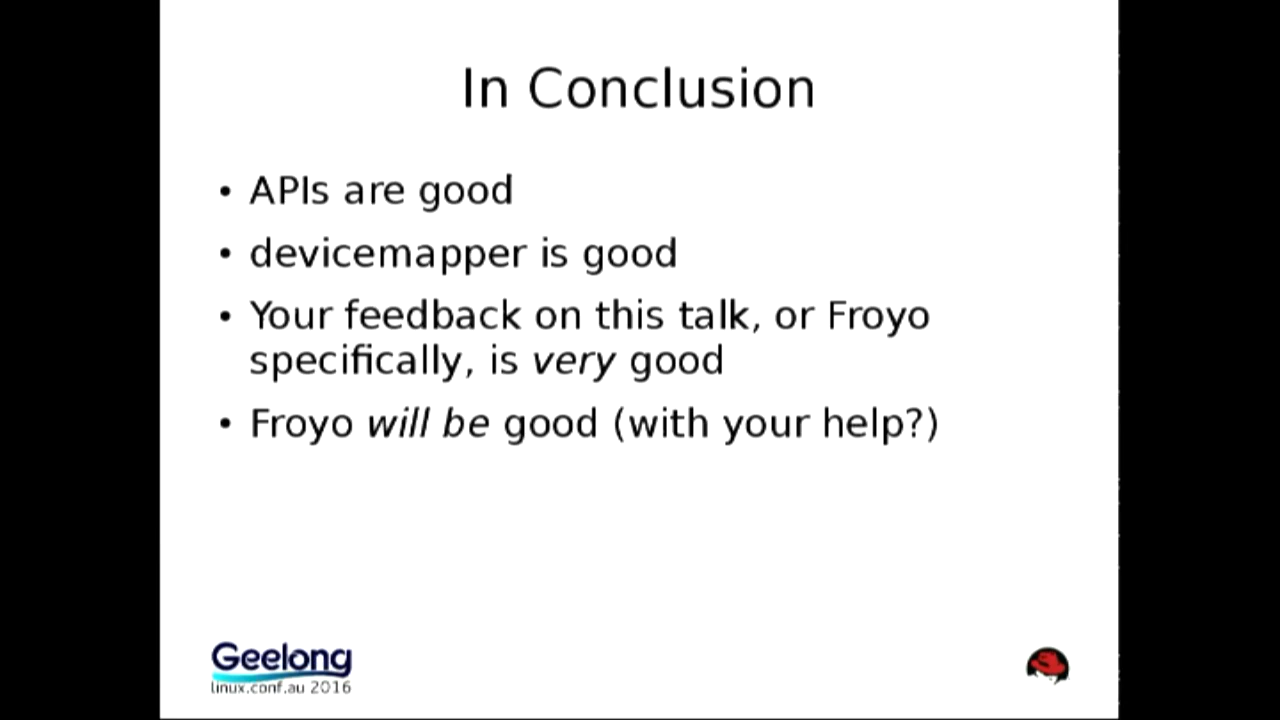 In Conclusion
• APIs are good
• devicemapper is good
• Your feedback on this talk, or Froyo
specifically, is very good
• Froyo will be good (with your help?)
Geelong
linux.conf.au 2016